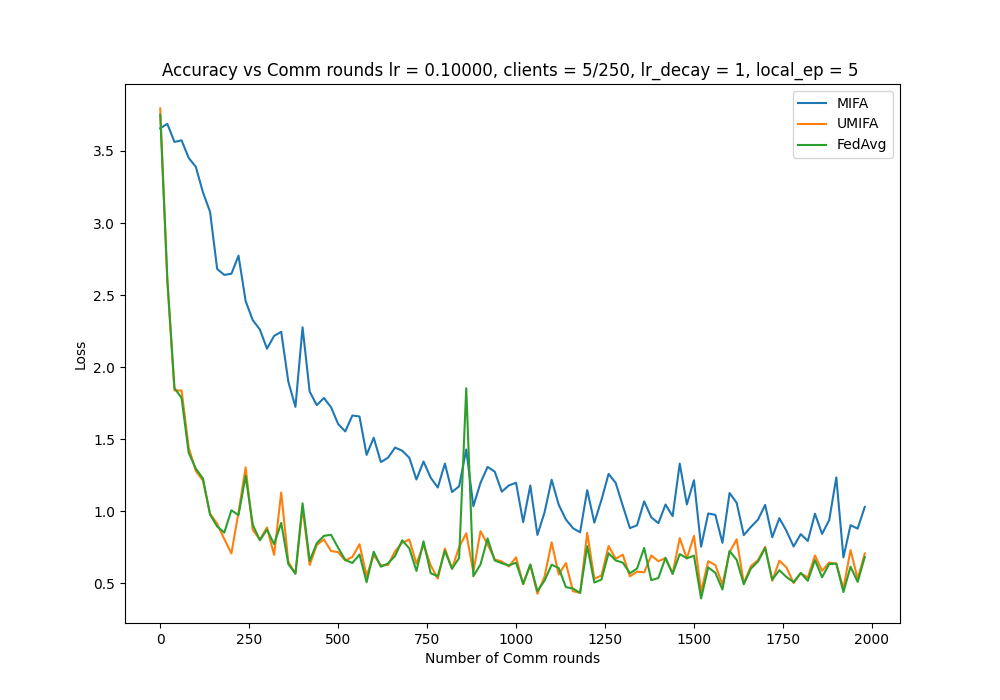 Accuracy vs Comm rounds lr = 0.10000, clients = 5/250, lr_decay = 1, local_ep = 5
MIFA
UMIFA
FedAvg
3.5
3.0
2.5
2.0
1.5
1.0
0.5
Loss
0 250 500 750 1000 1250 1500 1750 2000
Number of Comm rounds